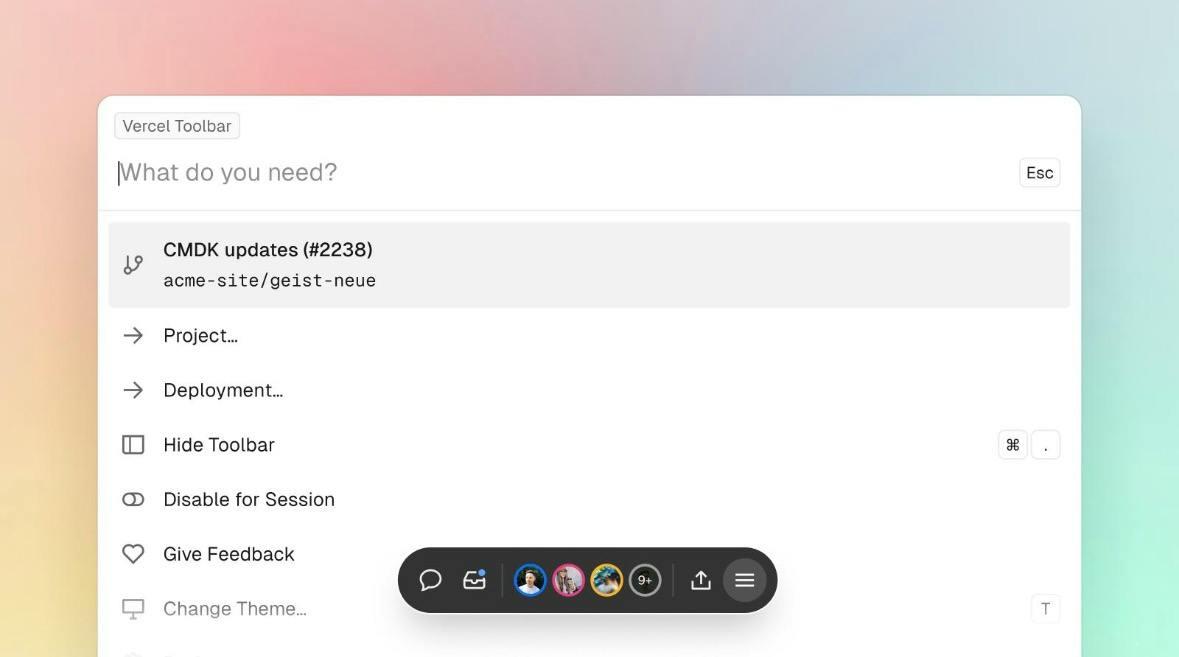 Vercel Toolbar
What do you need?
Esc
CMDK updates (#2238)
acme-site/geist-neue
Project…
Deployment…
Hide Toolbar
⌘ .
Disable for Session
Give Feedback
9+
Change Theme…
T